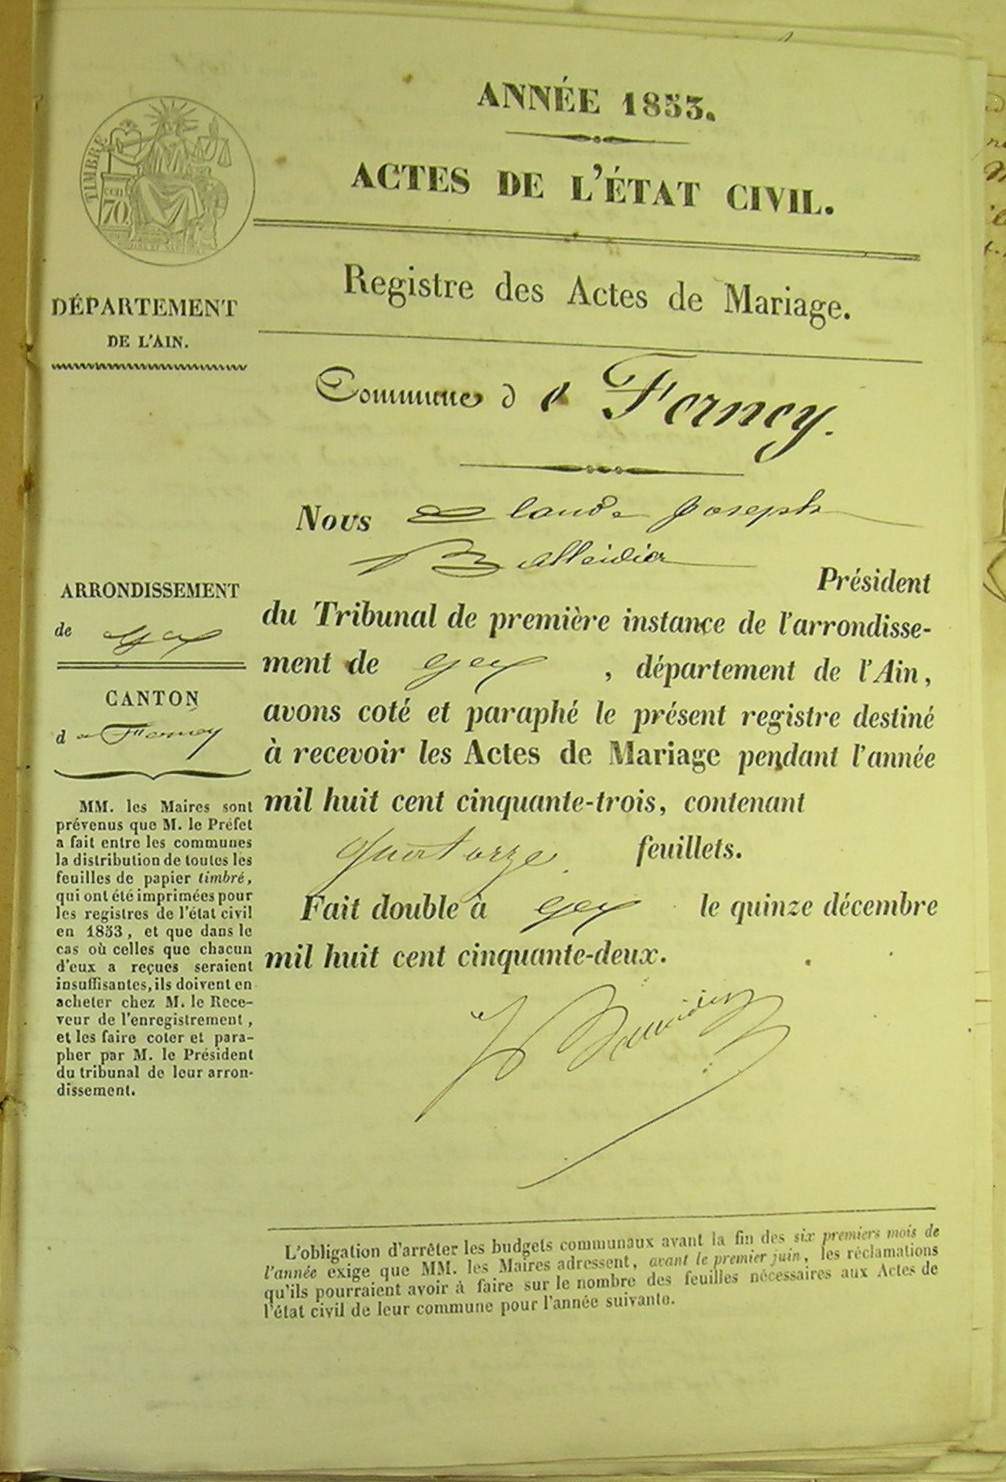 ANNÉE 1853.
ACTES DE L'ÉTAT CIVIL.
TIMBRE
70
DÉPARTEMENT
DE L'AIN.
Registre des Actes de Mariage.
Commune de Ferney.
Nous Claude Joseph
Balleidier
Président
du Tribunal de première instance de l'arrondisse-
ment de Gex, département de l'Ain,
avons coté et paraphé le présent registre destiné
à recevoir les Actes de Mariage pendant l'année
mil huit cent cinquante-trois, contenant
quatorze feuillets.
Fait double à Gex le quinze décembre
mil huit cent cinquante-deux.
ARRONDISSEMENT
de Gex
CANTON
de Ferney
MM. les Maires sont
prévenus que M. le Préfet
a fait entre les communes
la distribution de toutes les
feuilles de papier timbré,
qui ont été imprimées pour
les registres de l'état civil
en 1853, et que dans le
cas où celles que chacun
d'eux a reçues seraient
insuffisantes, ils doivent en
acheter chez M. le Rece-
veur de l'enregistrement,
et les faire coter et para-
pher par M. le Président
du tribunal de leur arron-
dissement.
L'obligation d'arrêter les budgets communaux avant la fin des six premiers mois de
l'année exige que MM. les Maires adressent, avant le premier juin, les réclamations
qu'ils pourraient avoir à faire sur le nombre des feuilles nécessaires aux Actes de
l'état civil de leur commune pour l'année suivante.